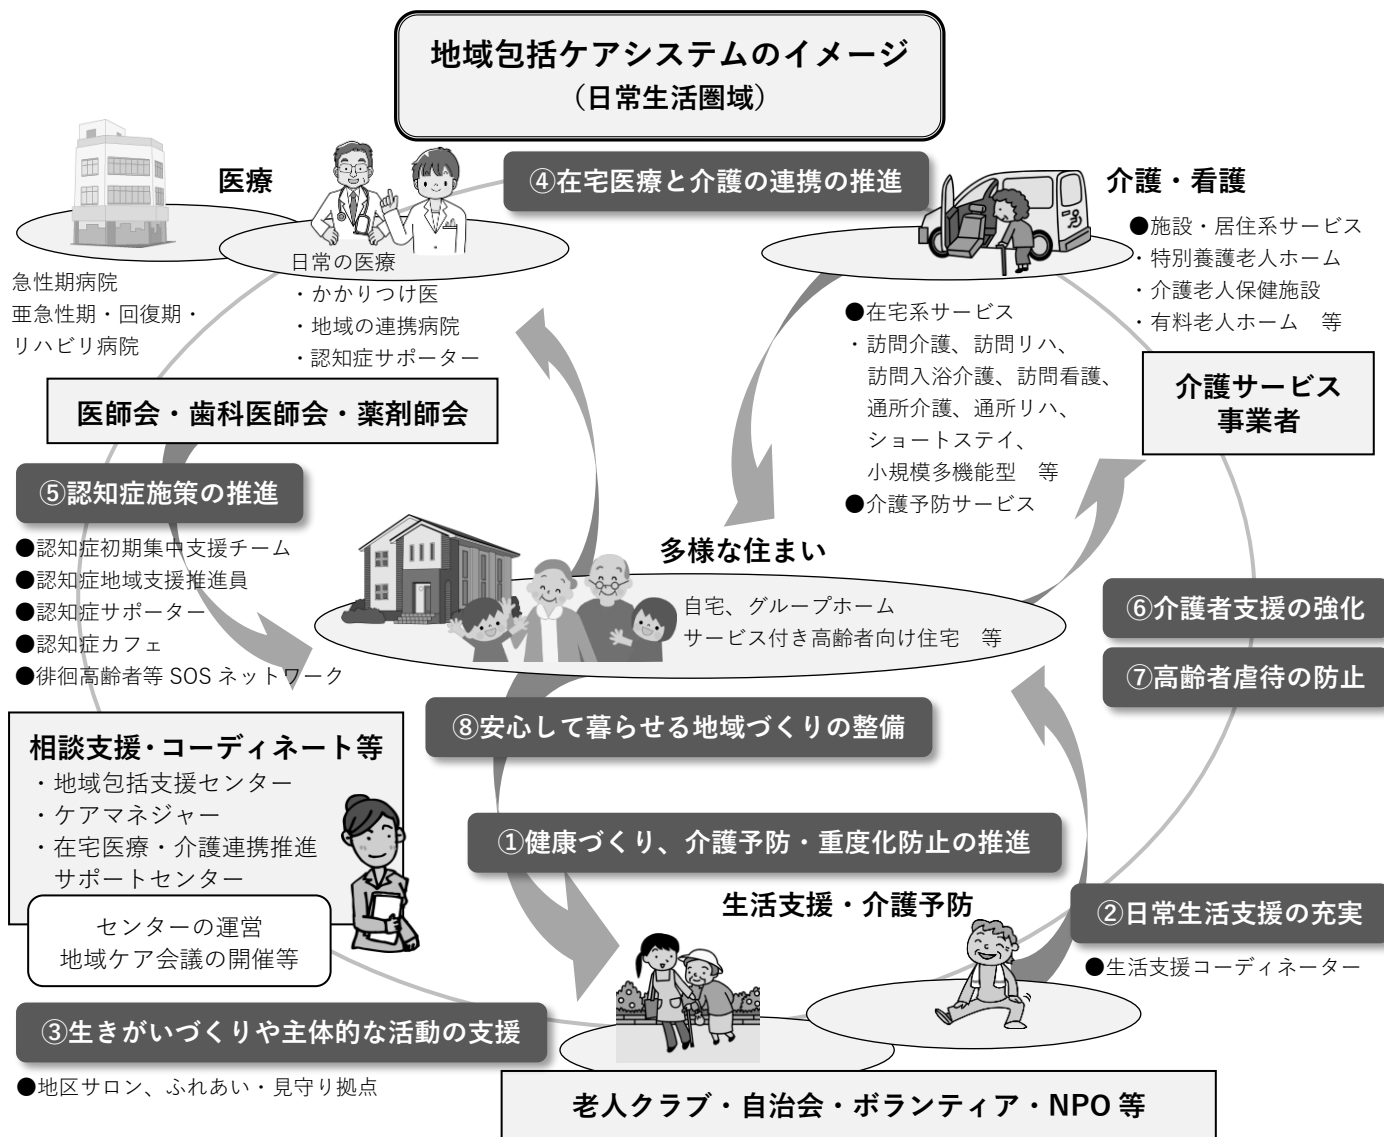 地域包括ケアシステムのイメージ
（日常生活圏域）
医療
④在宅医療と介護の連携の推進
介護・看護
急性期病院
亜急性期・回復期・
リハビリ病院
日常の医療
・かかりつけ医
・地域の連携病院
・認知症サポーター
●在宅系サービス
・訪問介護、訪問リハ、
訪問入浴介護、訪問看護、
通所介護、通所リハ、
ショートステイ、
小規模多機能型　等
●介護予防サービス
●施設・居住系サービス
・特別養護老人ホーム
・介護老人保健施設
・有料老人ホーム　等
医師会・歯科医師会・薬剤師会
介護サービス
事業者
⑤認知症施策の推進
●認知症初期集中支援チーム
●認知症地域支援推進員
●認知症サポーター
●認知症カフェ
●徘徊高齢者等 SOS ネットワーク
多様な住まい
自宅、グループホーム
サービス付き高齢者向け住宅　等
⑥介護者支援の強化
⑦高齢者虐待の防止
⑧安心して暮らせる地域づくりの整備
相談支援・コーディネート等
・地域包括支援センター
・ケアマネジャー
・在宅医療・介護連携推進
サポートセンター
センターの運営
地域ケア会議の開催等
①健康づくり、介護予防・重度化防止の推進
生活支援・介護予防
②日常生活支援の充実
●生活支援コーディネーター
③生きがいづくりや主体的な活動の支援
●地区サロン、ふれあい・見守り拠点
老人クラブ・自治会・ボランティア・NPO 等